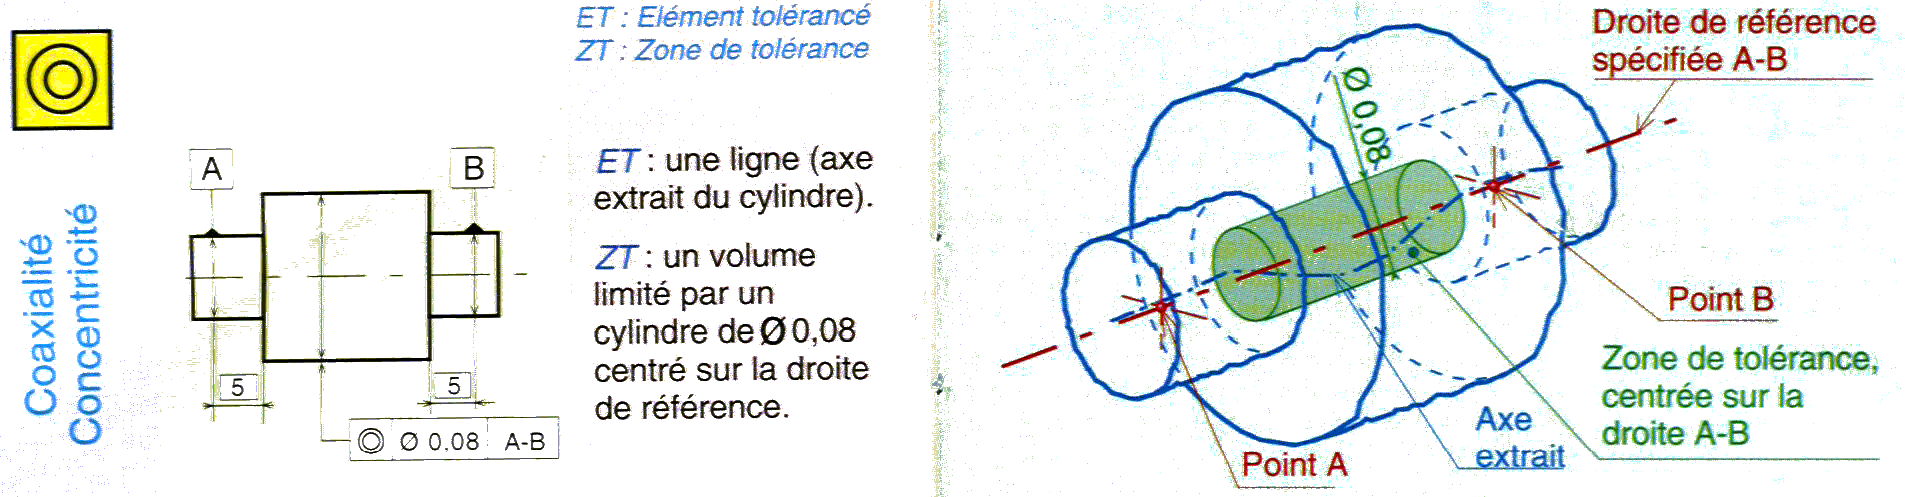 ET : Elément tolérancé
ZT : Zone de tolérance
Coaxialité
Concentricité
A
B
5
5
Ø 0,08 A-B
ET : une ligne (axe
extrait du cylindre).
ZT : un volume
limité par un
cylindre de Ø 0,08
centré sur la droite
de référence.
Ø 0,08
Droite de référence
spécifiée A-B
Point B
Zone de tolérance,
centrée sur la
droite A-B
Axe
extrait
Point A